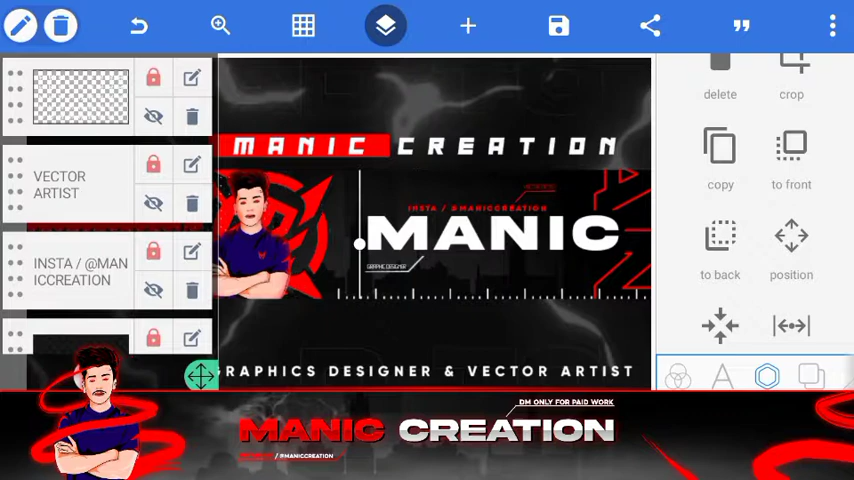 MANIC CREATION
VECTOR
ARTIST
INSTA / @MAN
ICCREATION
INSTA / @MANICCREATION
.MANIC
GRAPHIC DESIGNER
GRAPHICS DESIGNER & VECTOR ARTIST
delete
crop
copy
to front
to back
position
DM ONLY FOR PAID WORK
MANIC CREATION
/ @MANICCREATION